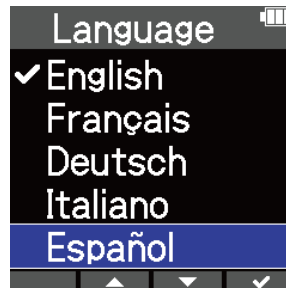 Language
English
Français
Deutsch
Italiano
Español